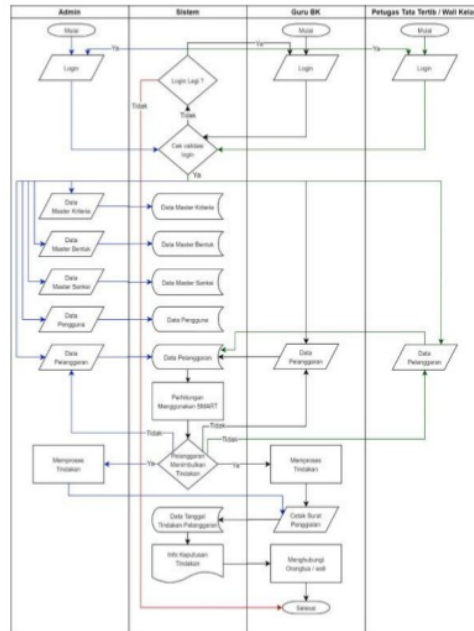 Admin
Sistem
Guru BK
Petugas Tata Tertib / Wali Kelas
Mulai
Mulai
Mulai
Ya
Ya
Ya
Login
Login Lagi ?
Login
Login
Tidak
Tidak
Cek validasi
login
Ya
Data
Master Kriteria
Data Master Kriteria
Data
Master Bentuk
Data Master Bentuk
Data
Master Sanksi
Data Master Sanksi
Data
Pengguna
Data Pengguna
Data
Pelanggaran
Data Pelanggaran
Data
Pelanggaran
Data
Pelanggaran
Perhitungan
Menggunakan SMART
Tidak
Tidak
Tidak
Memproses
Tindakan
Ya
Pelanggaran
Menimbulkan
Tindakan
Ya
Memproses
Tindakan
Data Tanggal
Tindakan Pelanggaran
Cetak Surat
Panggilan
Info Keputusan
Tindakan
Menghubungi
Orangtua / wali
Selesai